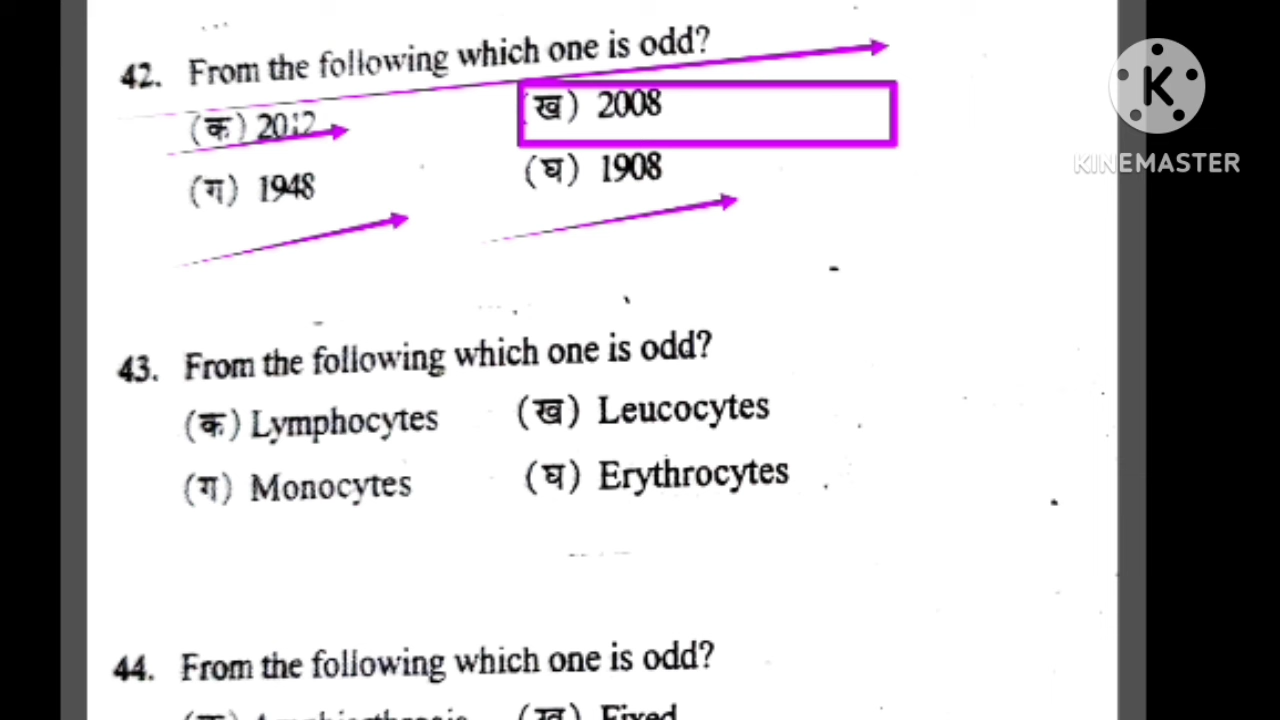 42. From the following which one is odd?
(क) 2012 (ख) 2008
(ग) 1948 (घ) 1908
K
KINEMASTER
43. From the following which one is odd?
(क) Lymphocytes (ख) Leucocytes
(ग) Monocytes (घ) Erythrocytes
44. From the following which one is odd?
(ख) Fixed